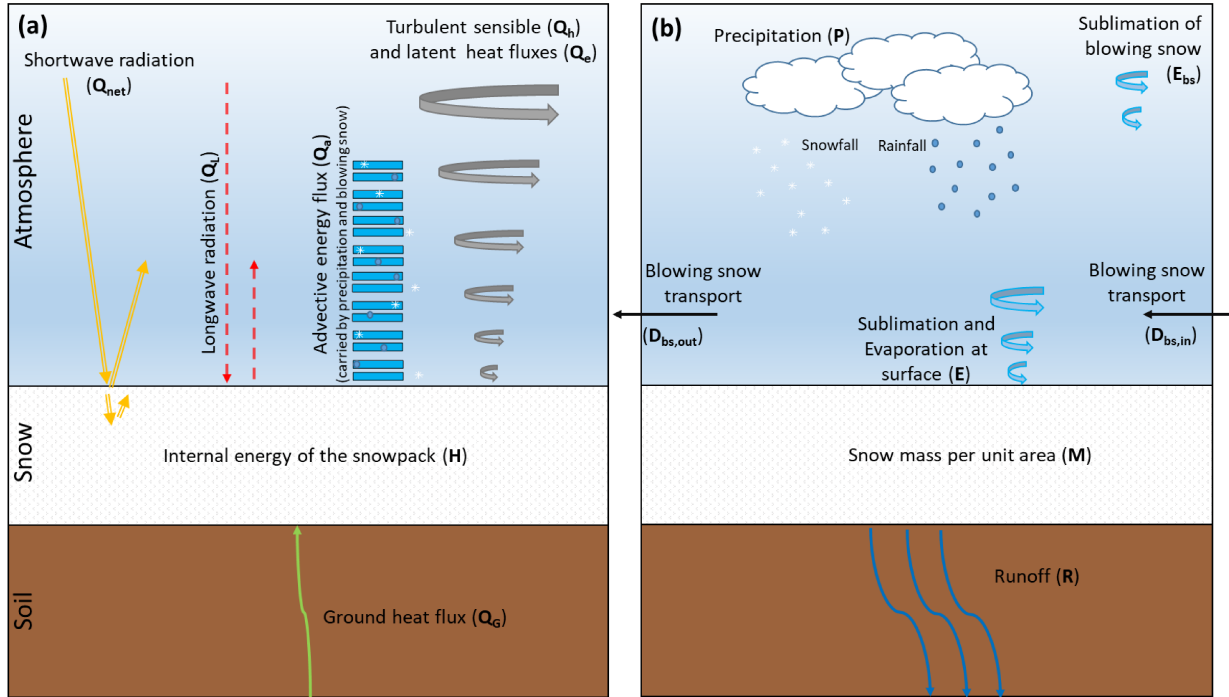 (a)
Turbulent sensible (Qh)
and latent heat fluxes (Qe)
Shortwave radiation
(Qnet)
Longwave radiation (QL)
Advective energy flux (Qa)
(carried by precipitation and blowing snow)
Atmosphere
Snow
Internal energy of the snowpack (H)
Soil
Ground heat flux (QG)
(b)
Precipitation (P)
Sublimation of
blowing snow
(Ebs)
Snowfall
Rainfall
Blowing snow
transport
(Dbs,out)
Blowing snow
transport
(Dbs,in)
Sublimation and
Evaporation at
surface (E)
Snow mass per unit area (M)
Runoff (R)